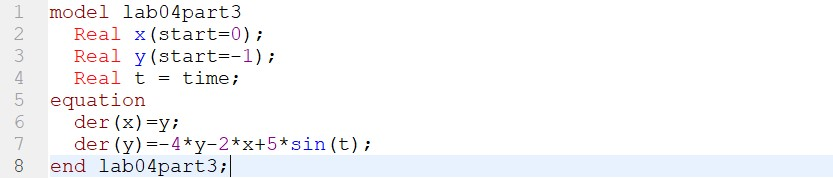 1 model lab04part3
2   Real x(start=0);
3   Real y(start=-1);
4   Real t = time;
5 equation
6   der(x)=y;
7   der(y)=-4*y-2*x+5*sin(t);
8 end lab04part3;